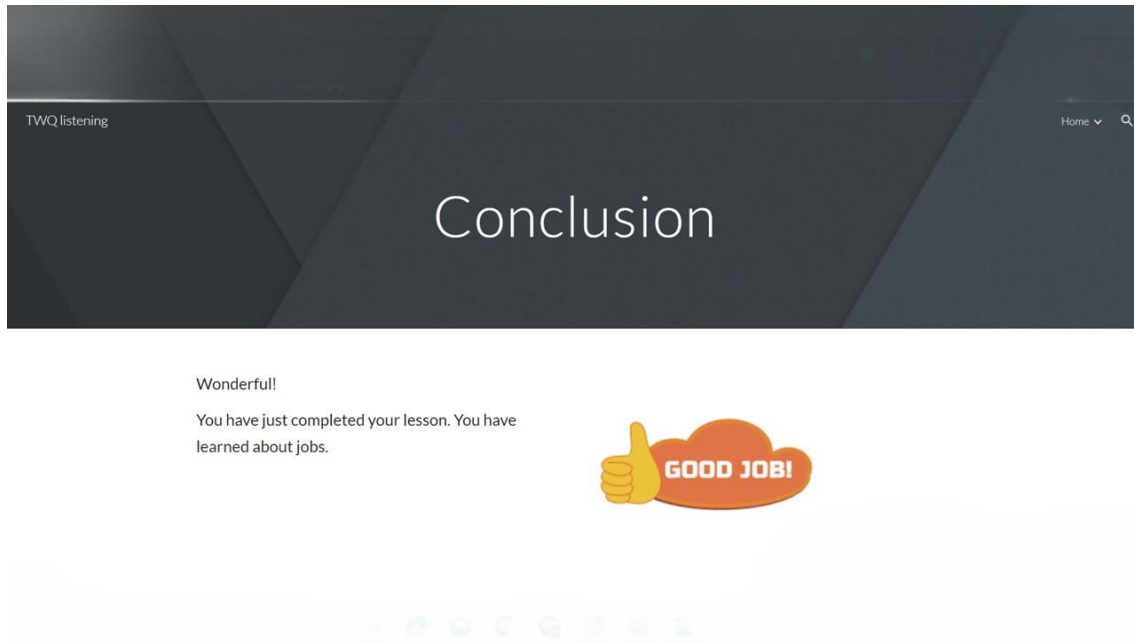 TWQ listening
Home
Conclusion
Wonderful!
You have just completed your lesson. You have
learned about jobs.
GOOD JOB!